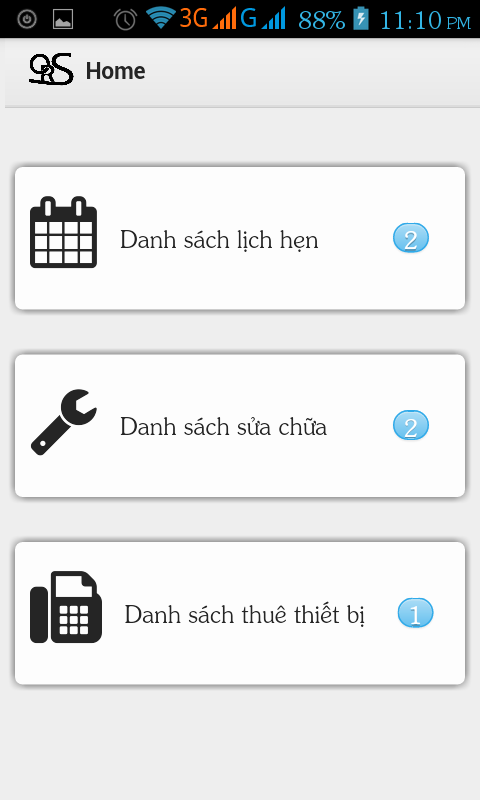 3G G 88% 11:10 PM
ORS Home
Danh sách lịch hẹn 2
Danh sách sửa chữa 2
Danh sách thuê thiết bị 1